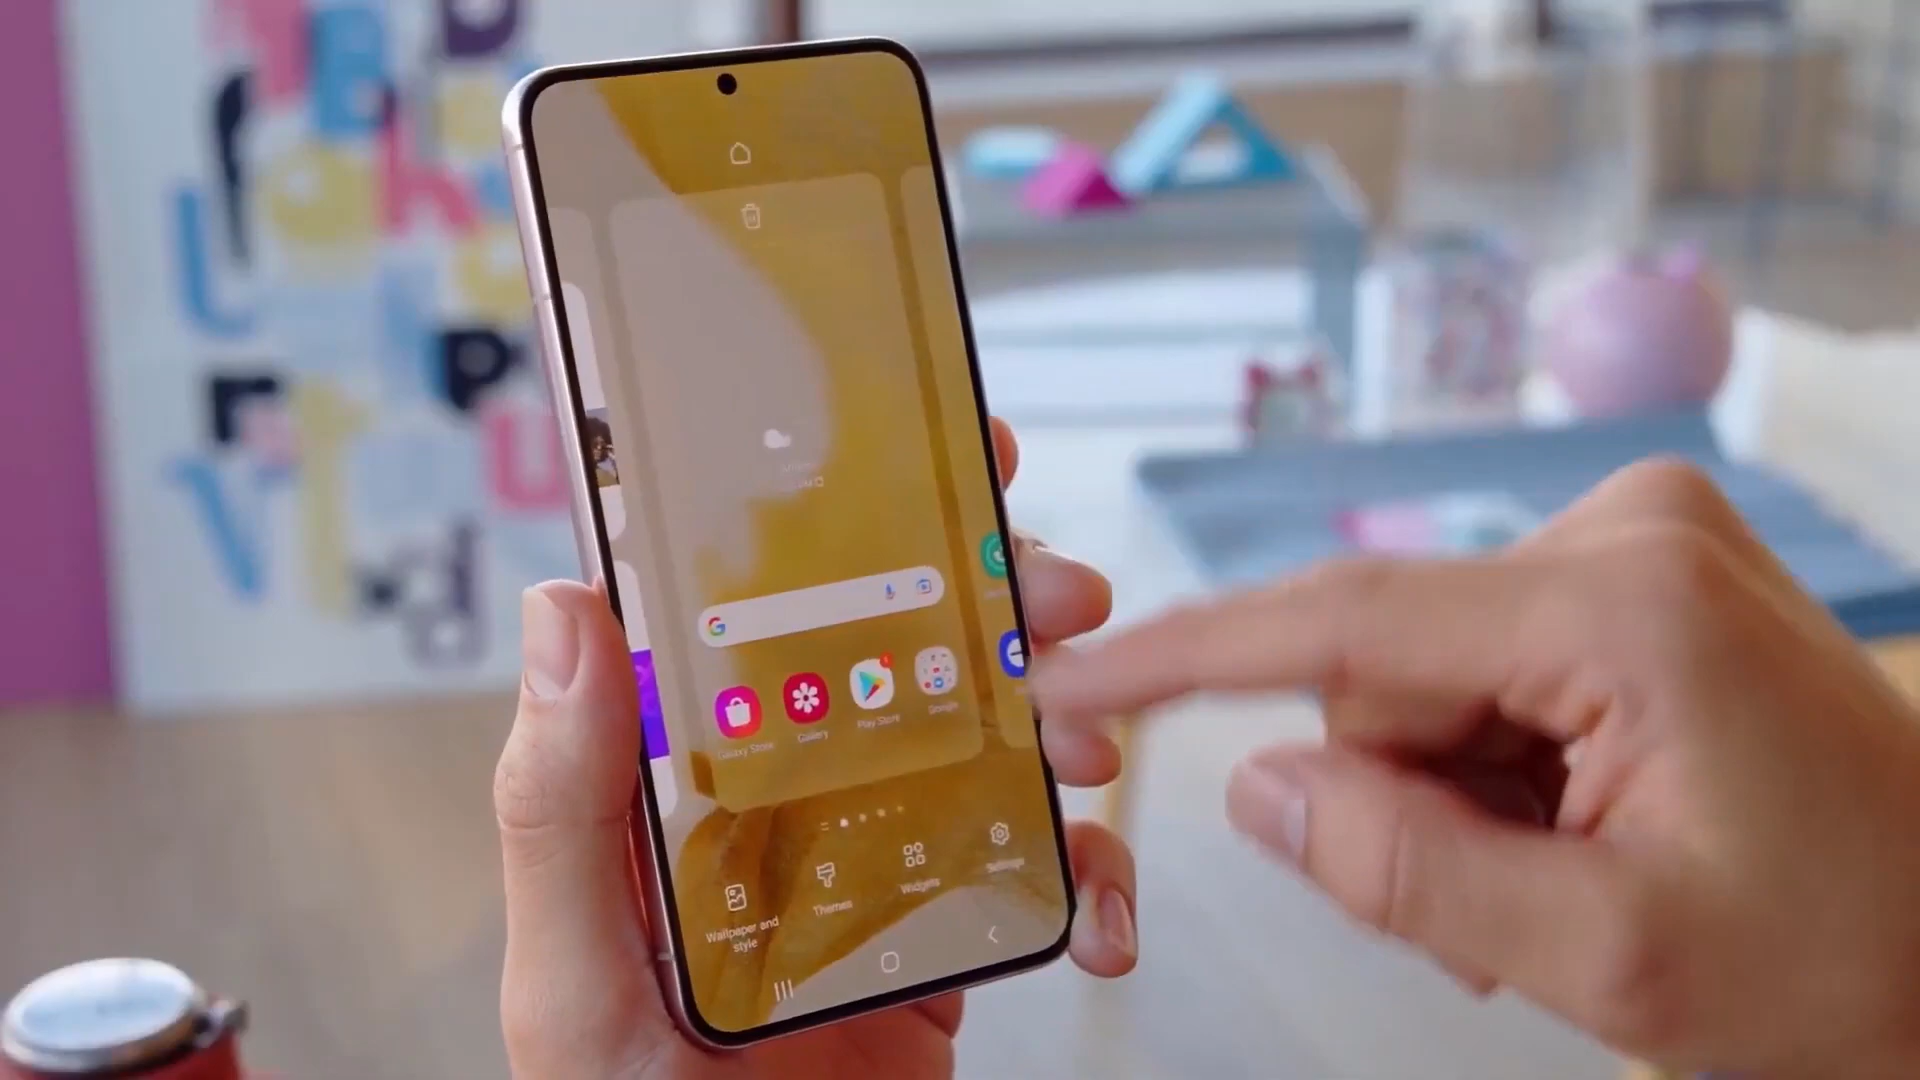 Galaxy Store
Gallery
Play Store
Google
Wallpaper and
style
Themes
Widgets
Settings